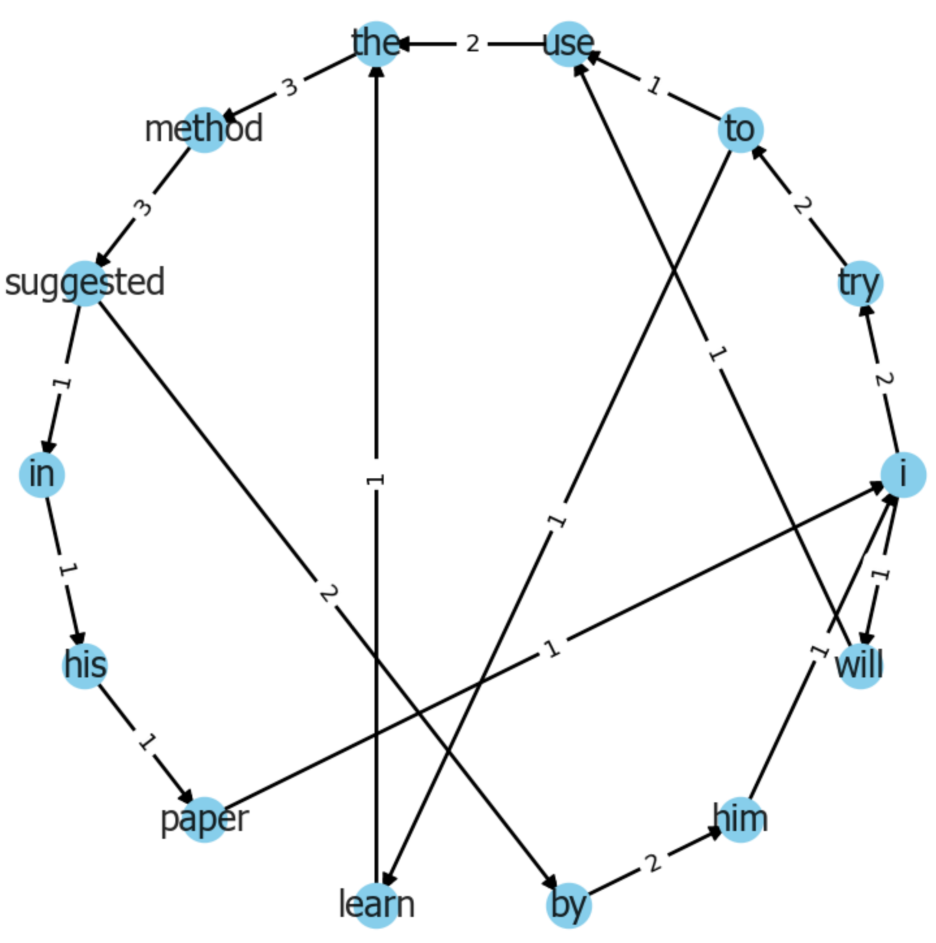 the 2 use
3 1
method to
3 2
suggested try
1 1 2
in 1 i
1 1 1
2
his 1 1 will
1
paper 2 him
learn by